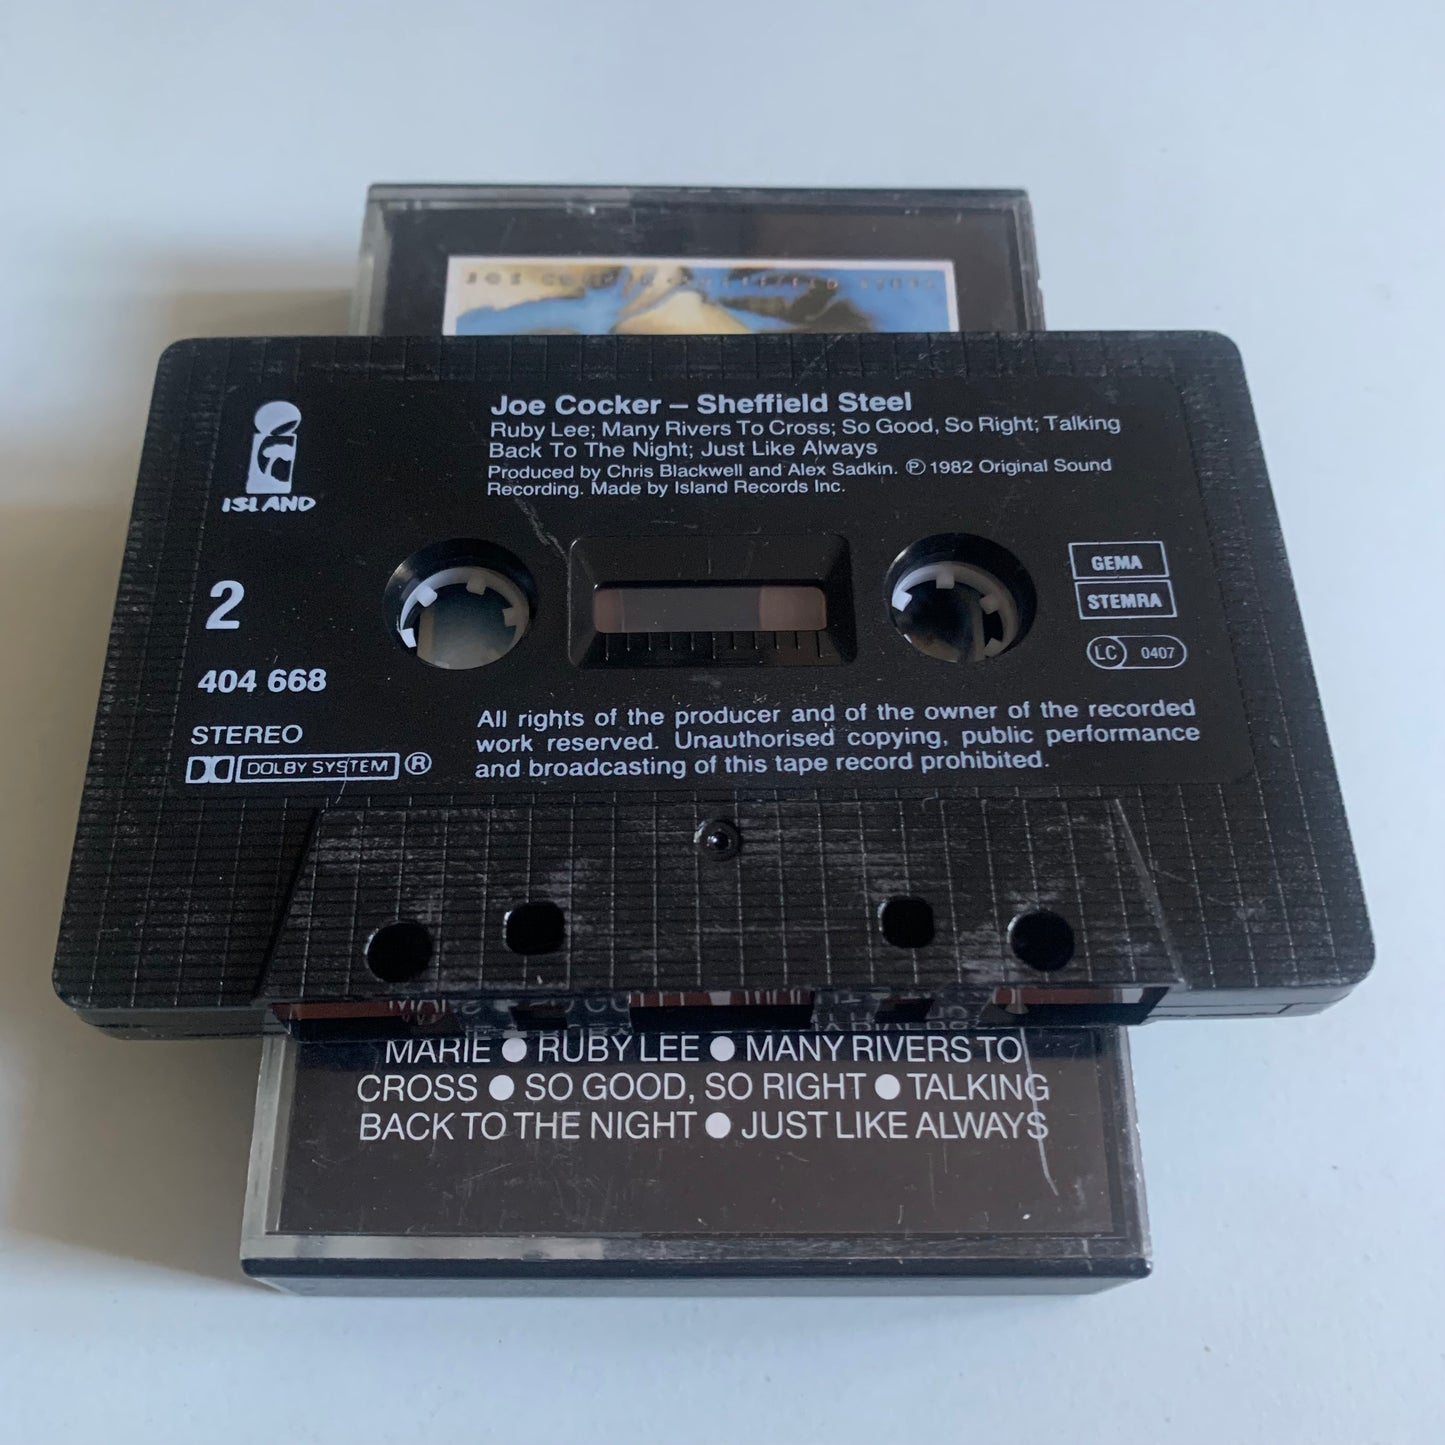 JOE COCKER · SHEFFIELD STEEL
ISLAND
Joe Cocker – Sheffield Steel
Ruby Lee; Many Rivers To Cross; So Good, So Right; Talking
Back To The Night; Just Like Always
Produced by Chris Blackwell and Alex Sadkin. ℗ 1982 Original Sound
Recording. Made by Island Records Inc.
2
GEMA
STEMRA
LC 0407
404 668
STEREO
DOLBY SYSTEM ®
All rights of the producer and of the owner of the recorded
work reserved. Unauthorised copying, public performance
and broadcasting of this tape record prohibited.
MARIE ● RUBY LEE ● MANY RIVERS TO
CROSS ● SO GOOD, SO RIGHT ● TALKING
BACK TO THE NIGHT ● JUST LIKE ALWAYS